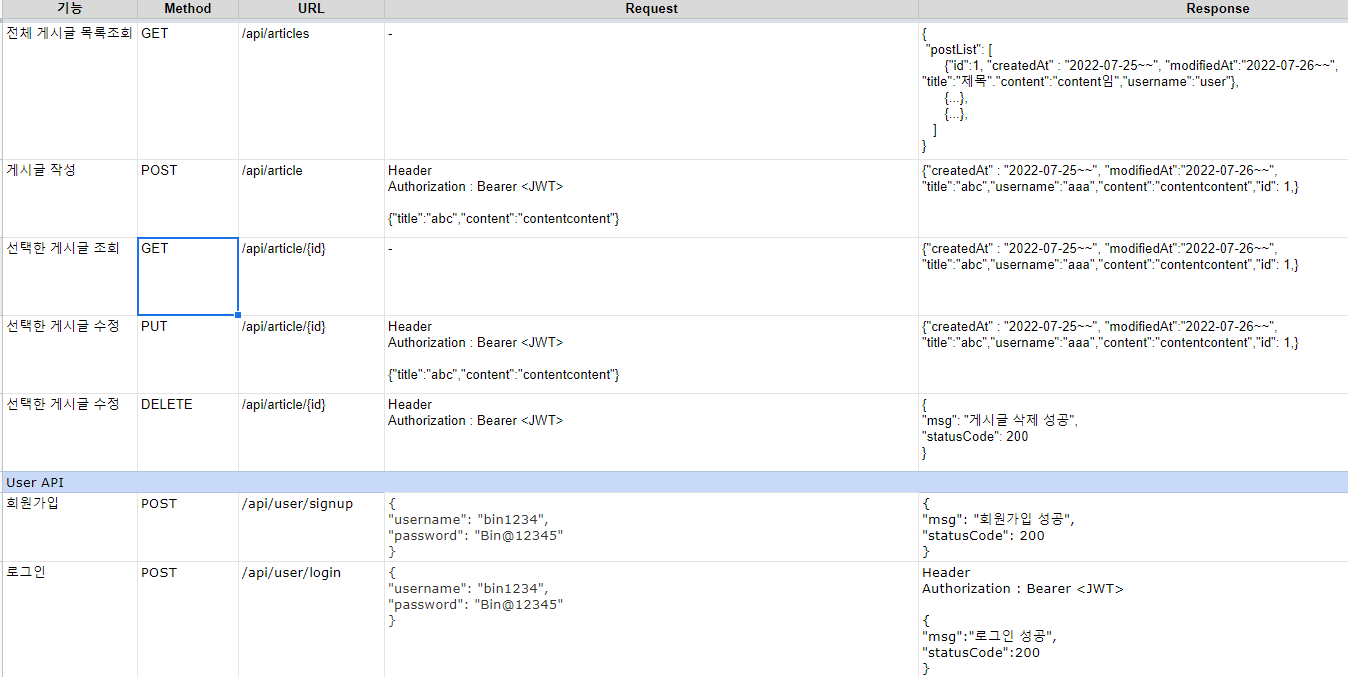 기능 Method URL Request Response
전체 게시글 목록조회 GET /api/articles - {
"postList": [
{"id":1, "createdAt" : "2022-07-25~~", "modifiedAt":"2022-07-26~~",
"title":"제목"."content":"content임","username":"user"},
{...},
{...},
]
}
게시글 작성 POST /api/article Header {"createdAt" : "2022-07-25~~", "modifiedAt":"2022-07-26~~",
Authorization : Bearer <JWT> "title":"abc","username":"aaa","content":"contentcontent","id": 1,}
{"title":"abc","content":"contentcontent"}
선택한 게시글 조회 GET /api/article/{id} - {"createdAt" : "2022-07-25~~", "modifiedAt":"2022-07-26~~",
"title":"abc","username":"aaa","content":"contentcontent","id": 1,}
선택한 게시글 수정 PUT /api/article/{id} Header {"createdAt" : "2022-07-25~~", "modifiedAt":"2022-07-26~~",
Authorization : Bearer <JWT> "title":"abc","username":"aaa","content":"contentcontent","id": 1,}
{"title":"abc","content":"contentcontent"}
선택한 게시글 수정 DELETE /api/article/{id} Header {
Authorization : Bearer <JWT> "msg": "게시글 삭제 성공",
"statusCode": 200
}
User API
회원가입 POST /api/user/signup { {
"username": "bin1234", "msg": "회원가입 성공",
"password": "Bin@12345" "statusCode": 200
} }
로그인 POST /api/user/login { Header
"username": "bin1234", Authorization : Bearer <JWT>
"password": "Bin@12345"
} {
"msg":"로그인 성공",
"statusCode":200
}